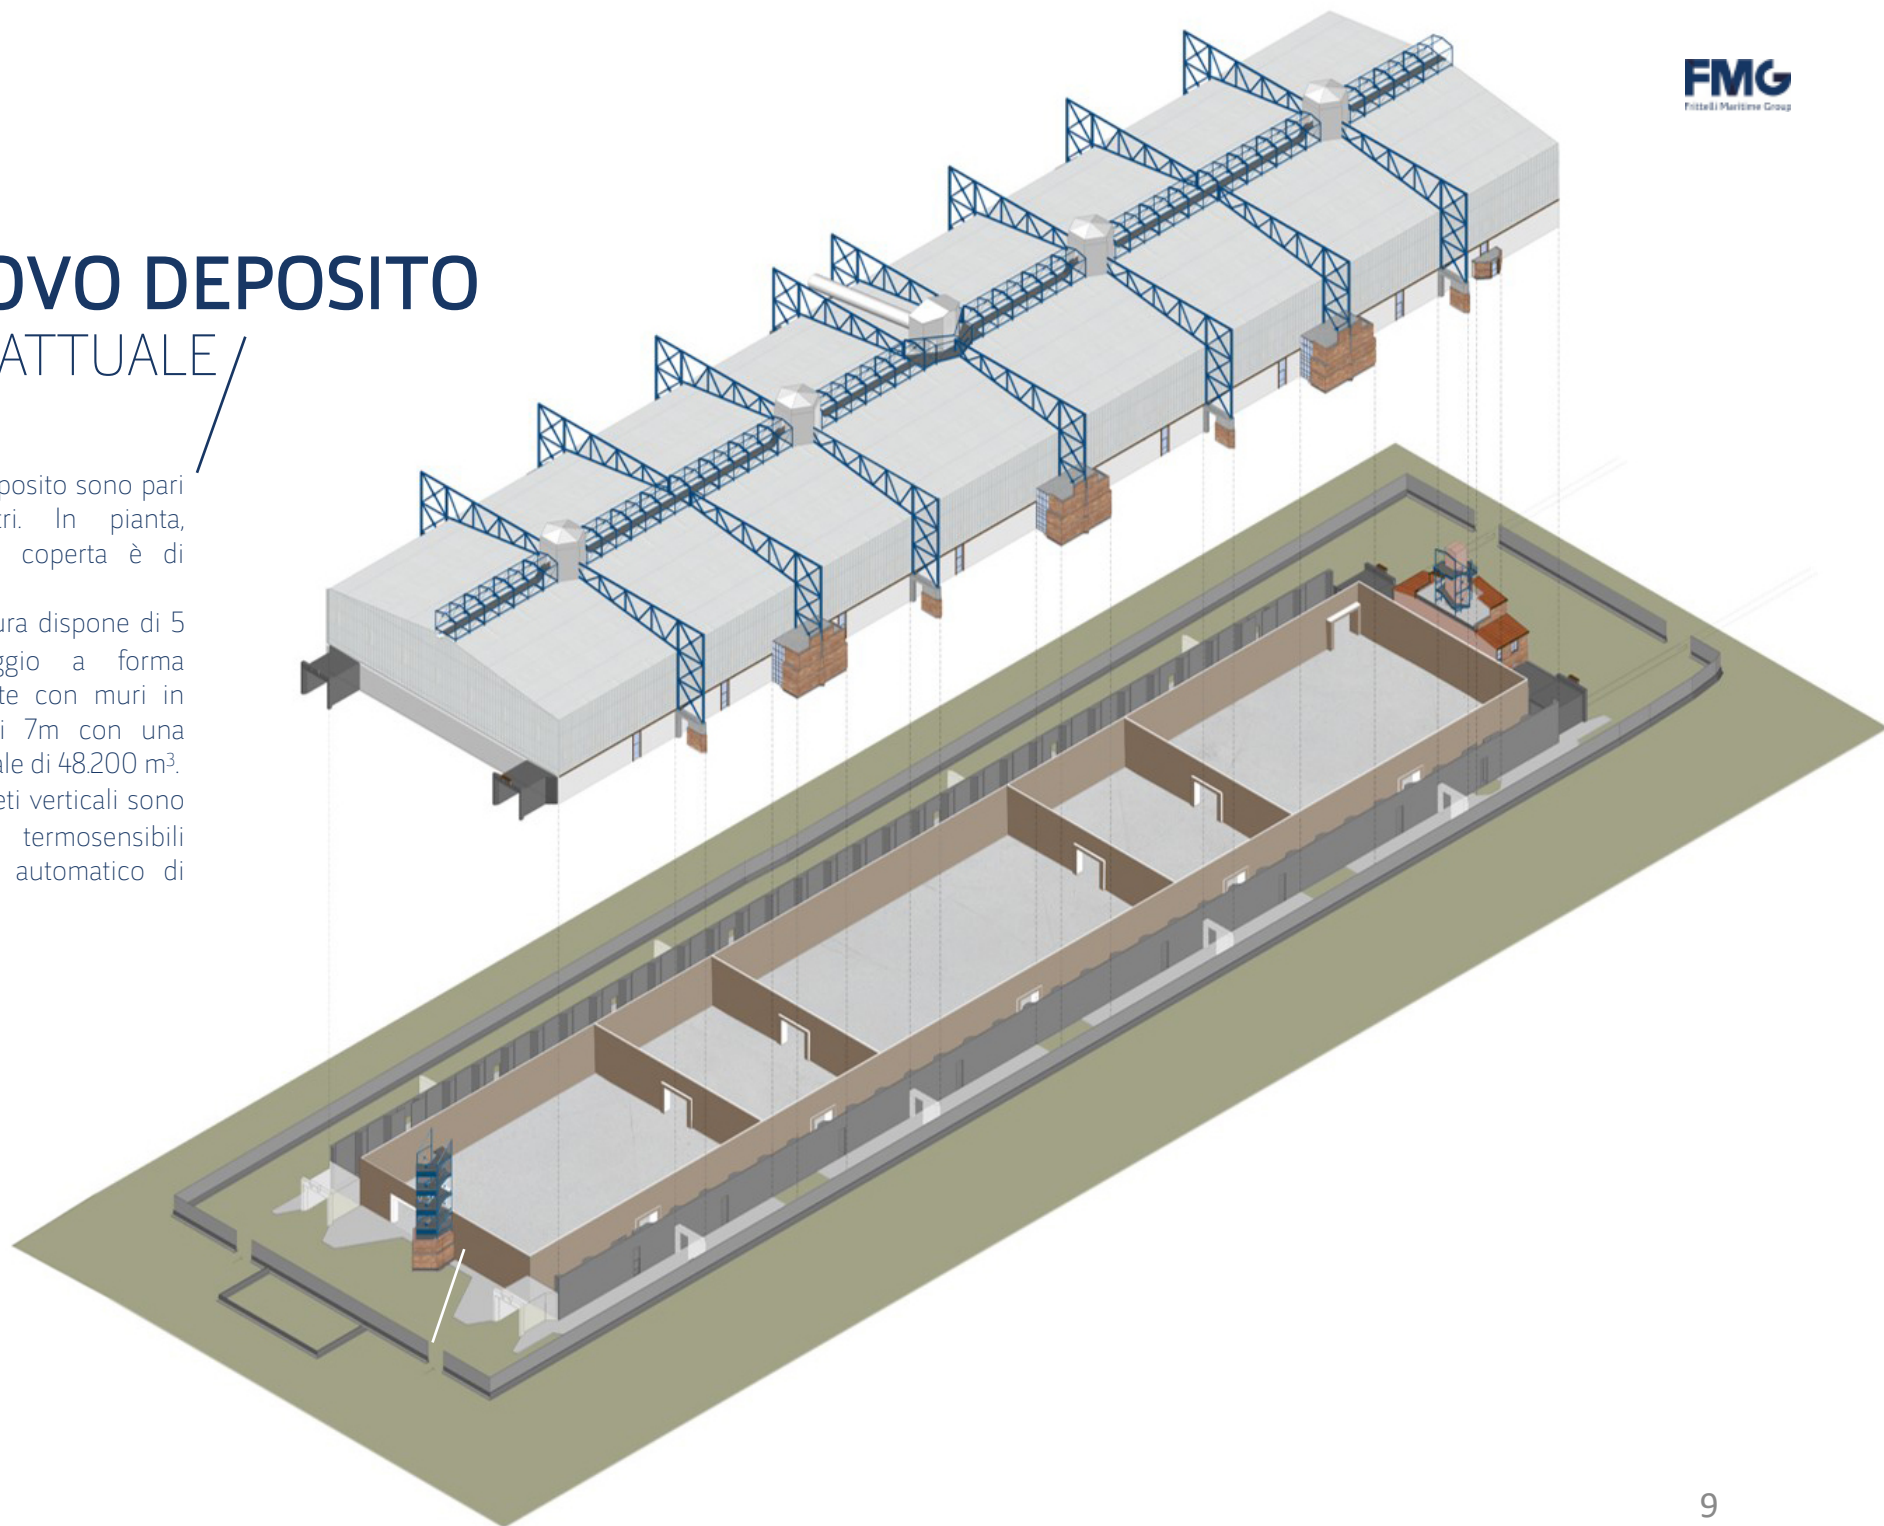 FMG
Frittelli Maritime Group
OVO DEPOSITO
ATTUALE
posito sono pari
tri. In pianta,
coperta è di
ura dispone di 5
ggio a forma
te con muri in
i 7m con una
ale di 48.200 m³.
eti verticali sono
termosensibili
automatico di
9